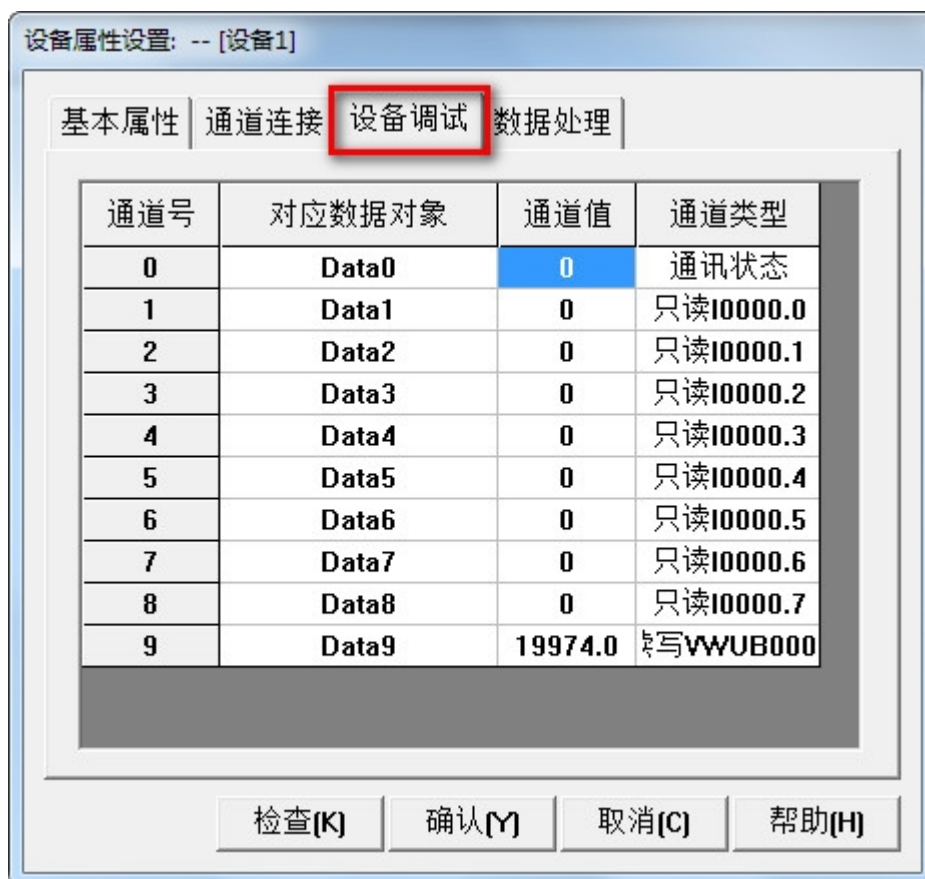 设备属性设置: -- [设备1]
基本属性 通道连接 设备调试 数据处理
通道号 对应数据对象 通道值 通道类型
0 Data0 0 通讯状态
1 Data1 0 只读I0000.0
2 Data2 0 只读I0000.1
3 Data3 0 只读I0000.2
4 Data4 0 只读I0000.3
5 Data5 0 只读I0000.4
6 Data6 0 只读I0000.5
7 Data7 0 只读I0000.6
8 Data8 0 只读I0000.7
9 Data9 19974.0 写VWUB000
检查(K) 确认(Y) 取消(C) 帮助(H)